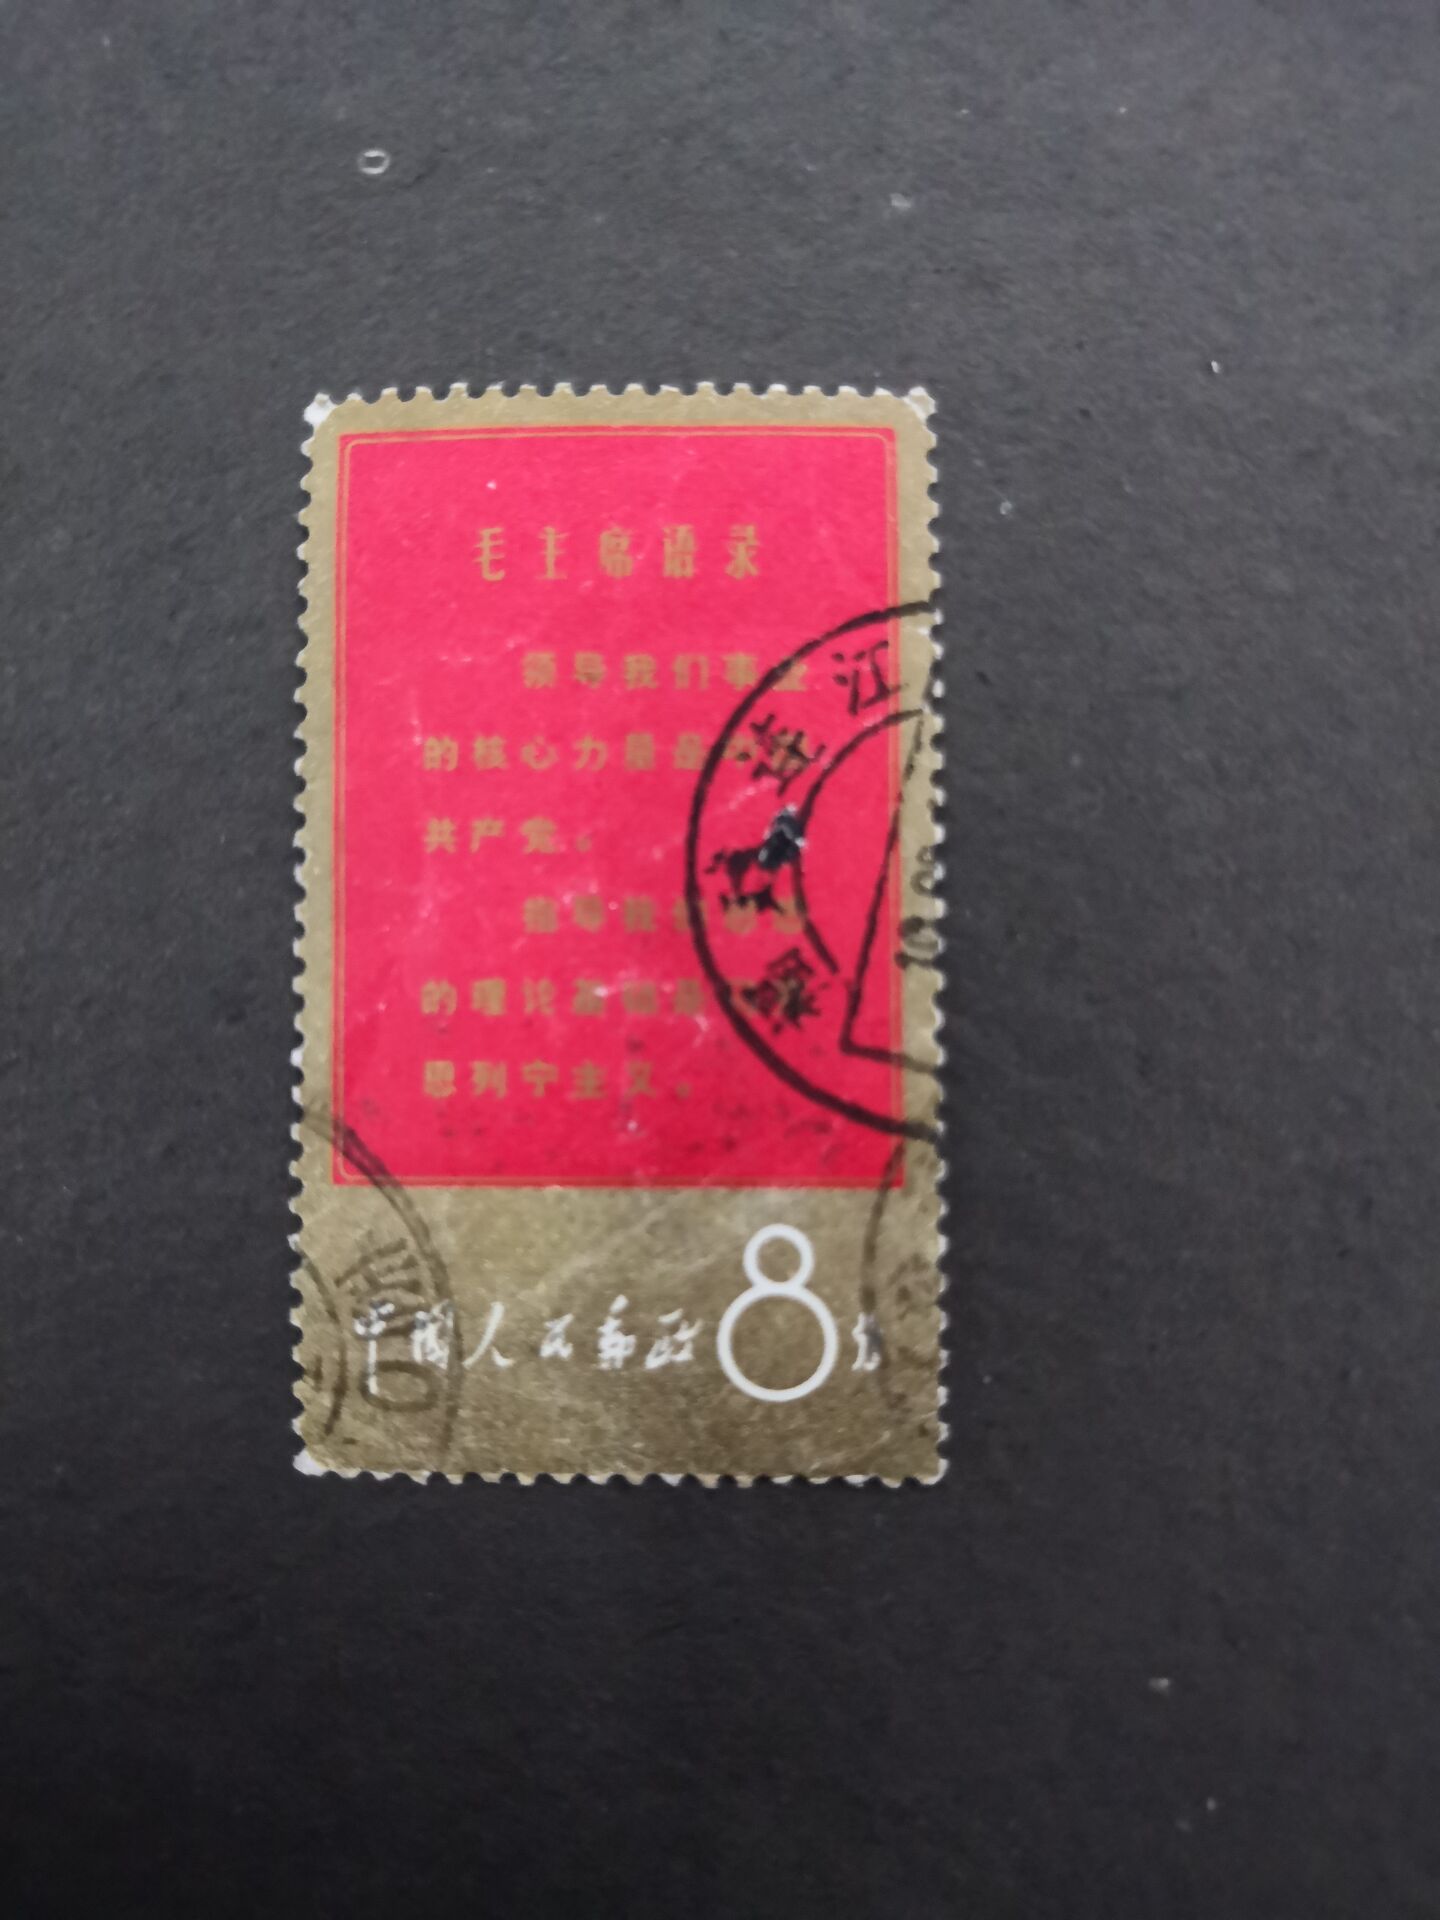 毛主席语录
领导我们事业
的核心力量是中国
共产党。
指导我们思想
的理论基础是马克
思列宁主义。
江
中国人民邮政8分